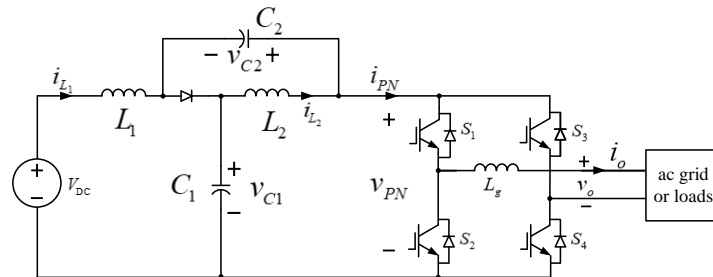 C2
− vC2 +
iL1
iPN
L1
L2
iL2
+
S1
S3
VDC
+
−
C1
+
vC1
−
vPN
Lg
+
io
vo
−
ac grid
or loads
−
S2
S4